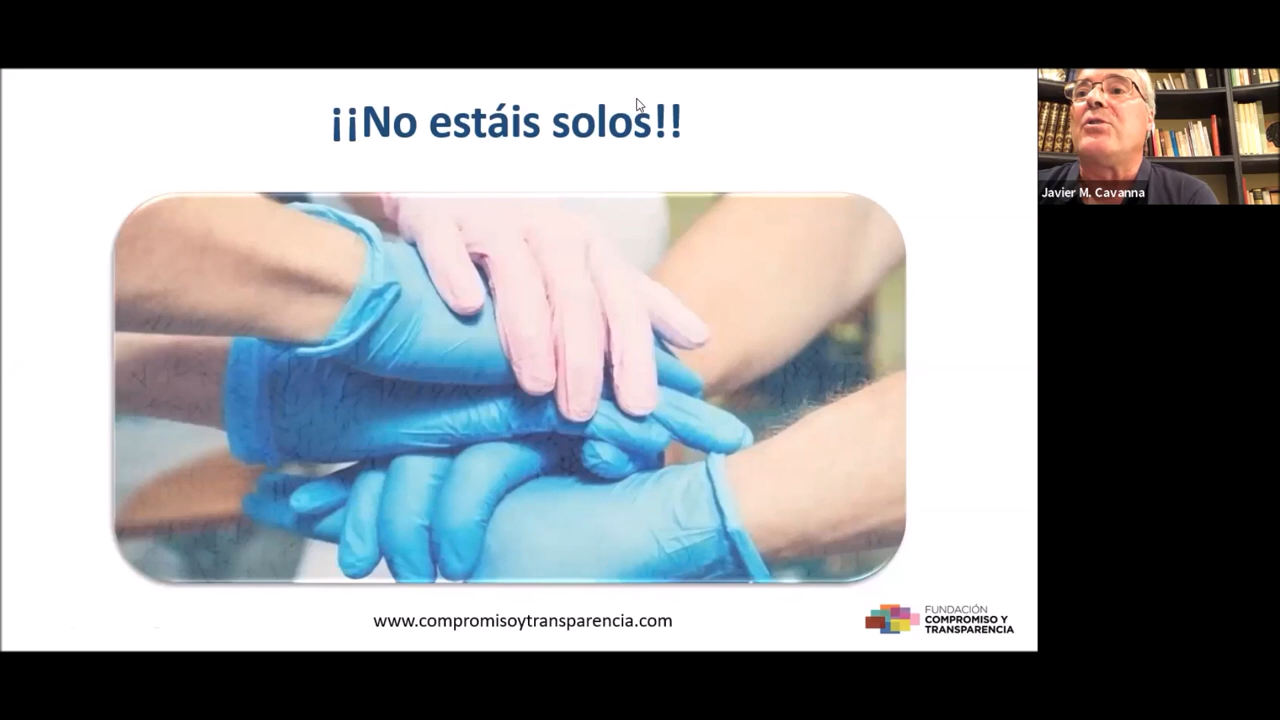 ¡¡No estáis solos!!
Javier M. Cavanna
www.compromisoytransparencia.com
FUNDACIÓN
COMPROMISO Y
TRANSPARENCIA